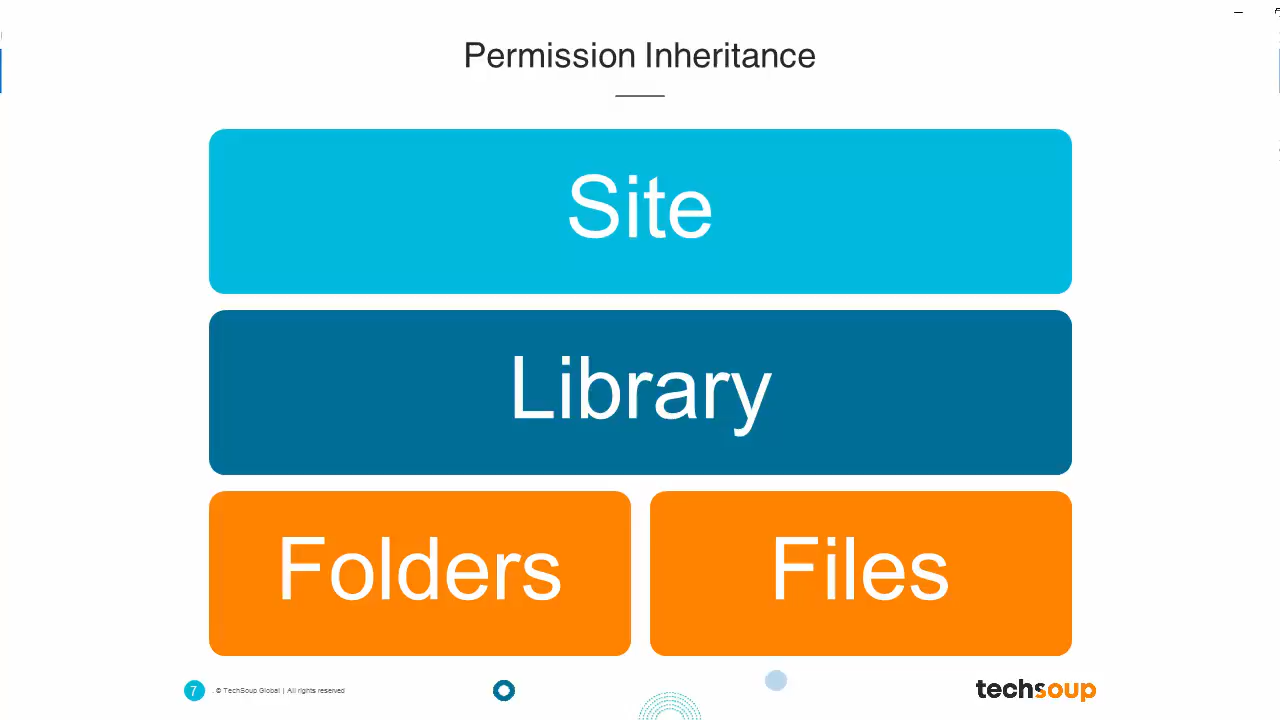 Permission Inheritance
Site
Library
Folders
Files
7
. © TechSoup Global | All rights reserved
techsoup